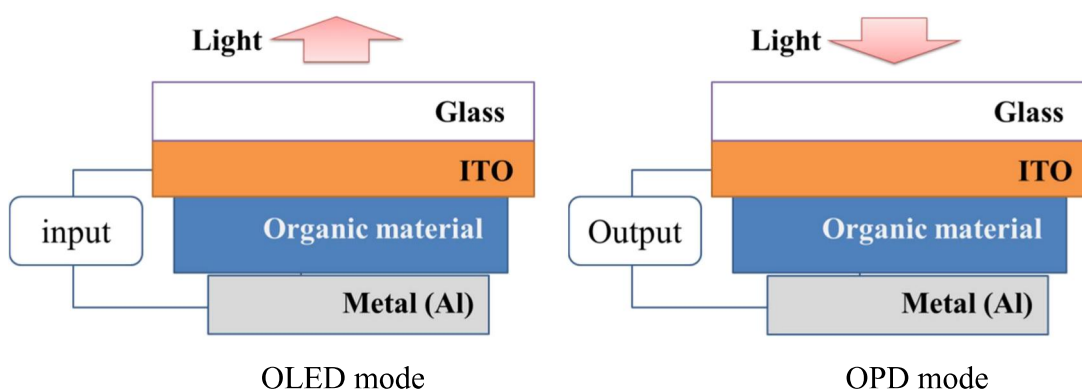 Light
Glass
ITO
input
Organic material
Metal (Al)
OLED mode
Light
Glass
ITO
Output
Organic material
Metal (Al)
OPD mode